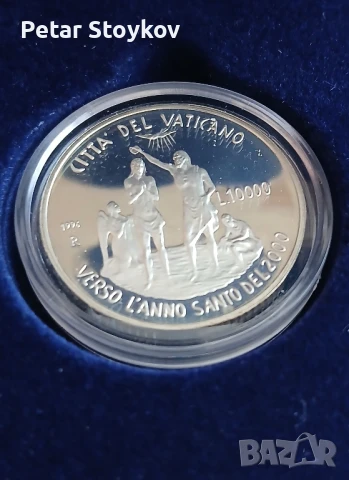 Petar Stoykov
CITTA' DEL VATICANO
L.10000
1996
R
VERSO L'ANNO SANTO DEL 2000
BAZAR